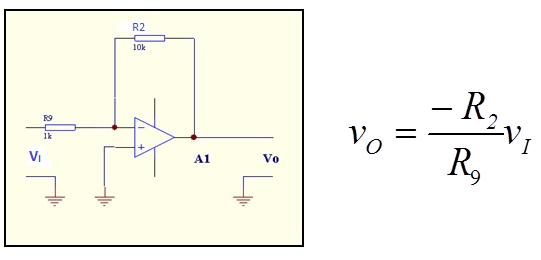 R2
10k
R9
1k
VI
A1
Vo
vO = -R2/R9 vI